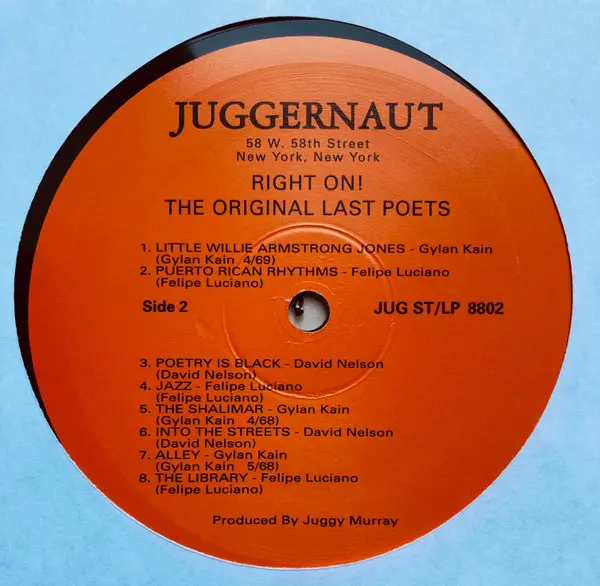 JUGGERNAUT
58 W. 58th Street
New York, New York
RIGHT ON!
THE ORIGINAL LAST POETS
1. LITTLE WILLIE ARMSTRONG JONES - Gylan Kain
(Gylan Kain 4/69)
2. PUERTO RICAN RHYTHMS - Felipe Luciano
(Felipe Luciano)
Side 2 JUG ST/LP 8802
3. POETRY IS BLACK - David Nelson
(David Nelson)
4. JAZZ - Felipe Luciano
(Felipe Luciano)
5. THE SHALIMAR - Gylan Kain
(Gylan Kain 4/68)
6. INTO THE STREETS - David Nelson
(David Nelson)
7. ALLEY - Gylan Kain
(Gylan Kain 5/68)
8. THE LIBRARY - Felipe Luciano
(Felipe Luciano)
Produced By Juggy Murray